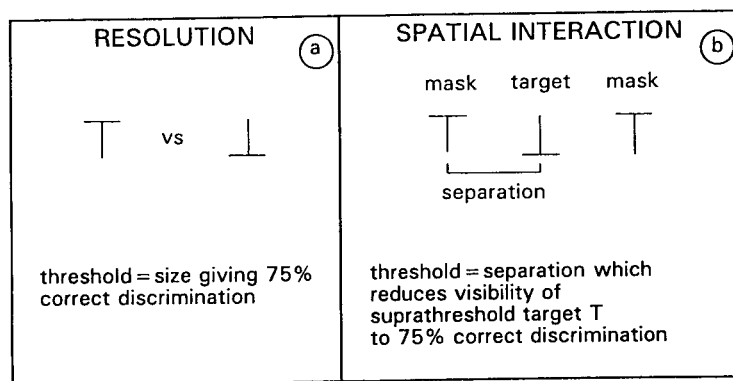 RESOLUTION
a
vs
threshold=size giving 75%
correct discrimination
SPATIAL INTERACTION
b
mask target mask
separation
threshold=separation which
reduces visibility of
suprathreshold target T
to 75% correct discrimination